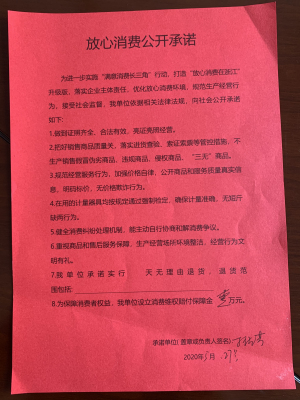 放心消费公开承诺
为进一步实施“满意消费长三角”行动，打造“放心消费在浙江”
升级版，落实企业主体责任，优化放心消费环境，规范生产经营行
为，接受社会监督，我单位依据相关法律法规，向社会公开承诺
如下：
1.做到证照齐全、合法有效，亮证亮照经营。
2.把好销售商品质量关，落实进货查验、索证索票等管控措施，不
生产销售假冒伪劣商品、违规商品、侵权商品、“三无”商品。
3.规范经营服务行为，加强价格自律，公开商品和服务质量真实信
息，明码标价，无价格欺诈行为。
4.在用的计量器具均按规定通过强制检定，确保计量准确，无短斤
缺两行为。
5.健全消费纠纷处理机制，能主动自行协商和解消费争议。
6.重视商品和售后服务保障，生产经营场所环境整洁，经营行为文
明有礼。
7.我单位承诺实行 天无理由退货，退货范
围包括：
8.为保障消费者权益，我单位设立消费维权赔付保障金 壹万元。
承诺单位(盖章或负责人签名)
2020年5月27日